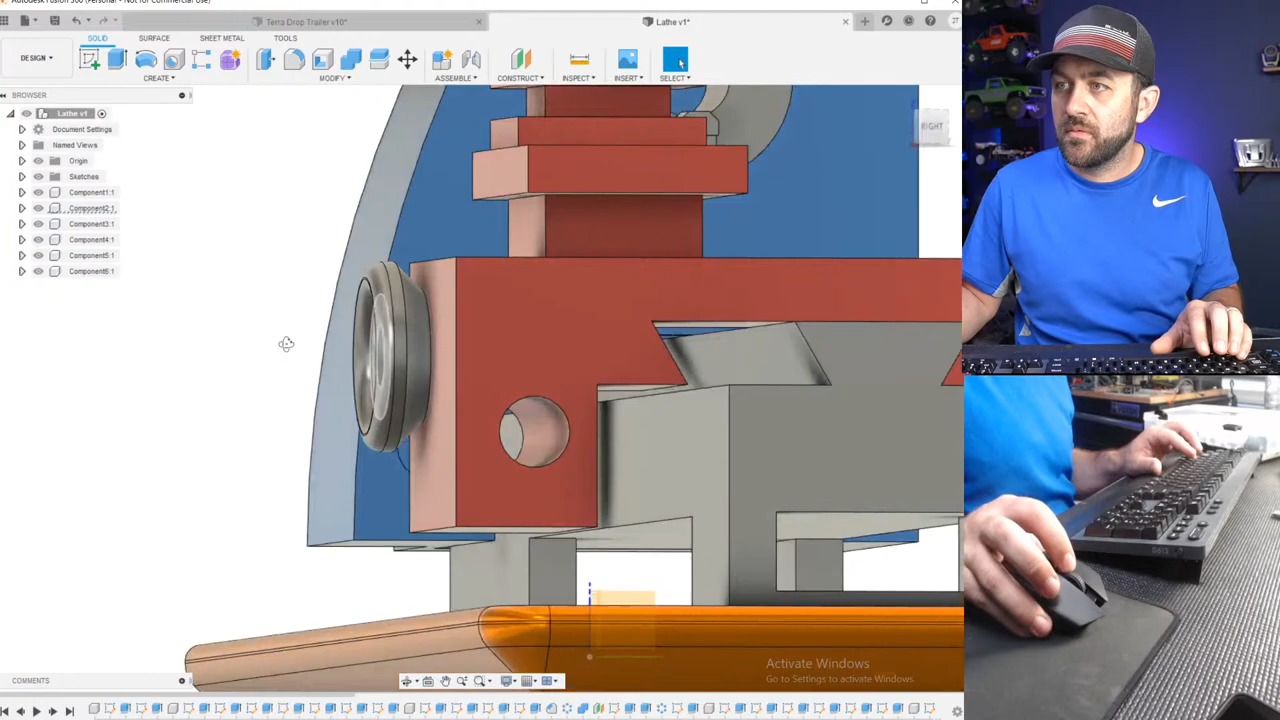 Autodesk Fusion 360 (Personal - Not for Commercial Use)
Terra Drop Trailer v10*
Lathe v1*
SOLID
SURFACE
SHEET METAL
TOOLS
DESIGN
CREATE
MODIFY
ASSEMBLE
CONSTRUCT
INSPECT
INSERT
SELECT
BROWSER
Lathe v1
Document Settings
Named Views
Origin
Sketches
Component1:1
Component2:1
Component3:1
Component4:1
Component5:1
Component6:1
RIGHT
Activate Windows
Go to Settings to activate Windows.
COMMENTS